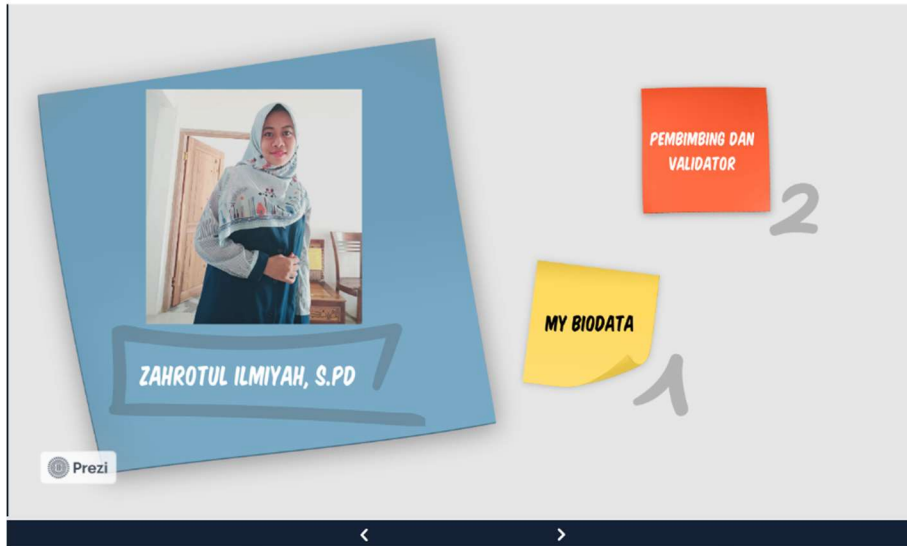 ZAHROTUL ILMIYAH, S.PD
PEMBIMBING DAN
VALIDATOR
2
MY BIODATA
1
Prezi